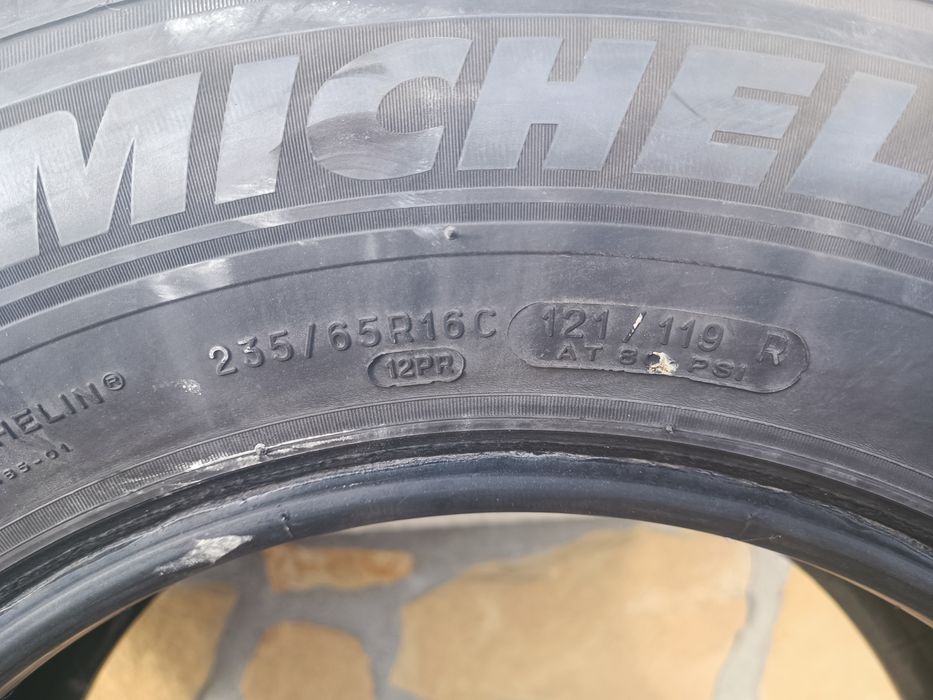 MICHEL
235/65R16C 121/119 R
12PR AT PSI
HELIN®